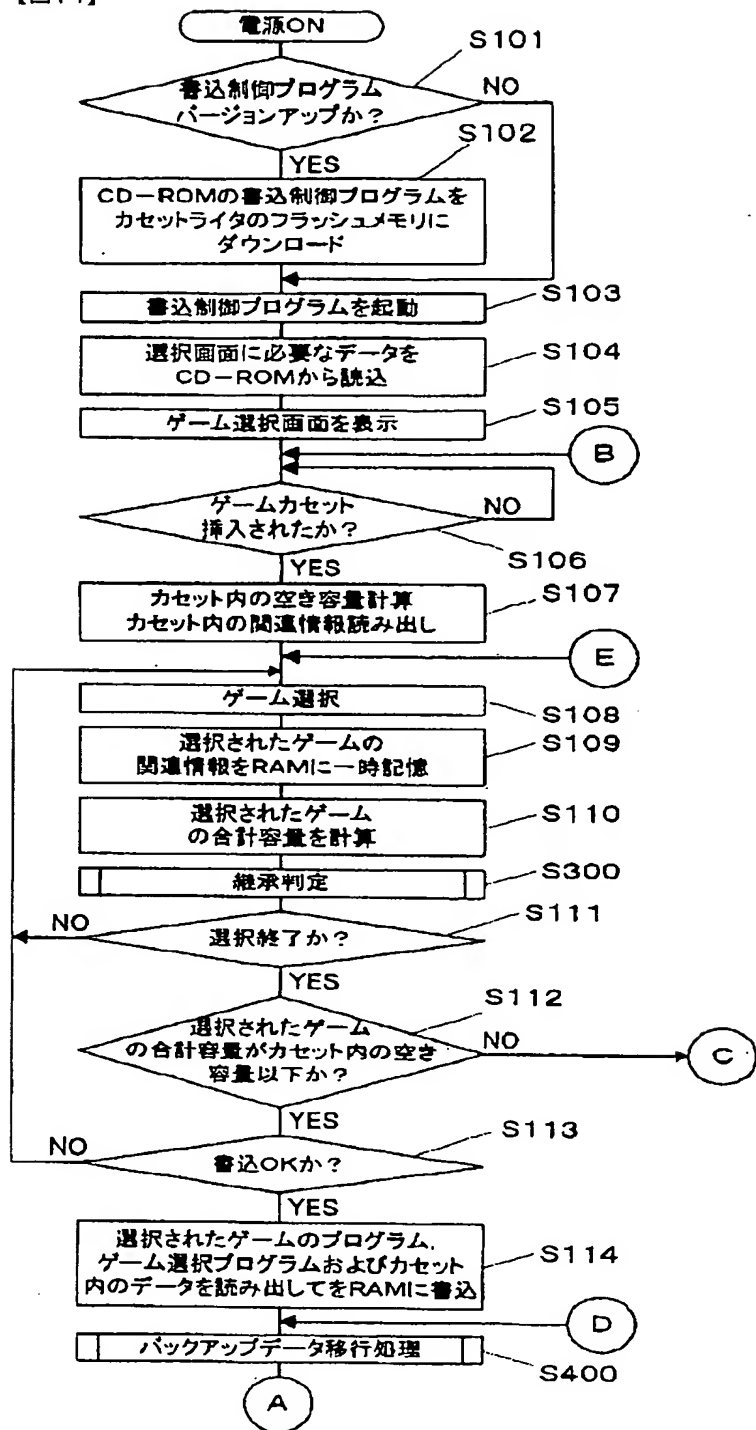 電源ON
S101
書込制御プログラム
バージョンアップか？
NO
S102
YES
CD－ROMの書込制御プログラムを
カセットライタのフラッシュメモリに
ダウンロード
書込制御プログラムを起動
S103
選択画面に必要なデータを
CD－ROMから読込
S104
ゲーム選択画面を表示
S105
B
ゲームカセット
挿入されたか？
NO
S106
YES
カセット内の空き容量計算
カセット内の関連情報読み出し
S107
E
ゲーム選択
S108
選択されたゲームの
関連情報をRAMに一時記憶
S109
選択されたゲーム
の合計容量を計算
S110
継承判定
S300
S111
NO
選択終了か？
YES
S112
選択されたゲーム
の合計容量がカセット内の空き
容量以下か？
NO
C
YES
S113
NO
書込OKか？
YES
選択されたゲームのプログラム，
ゲーム選択プログラムおよびカセット
内のデータを読み出してをRAMに書込
S114
D
バックアップデータ移行処理
S400
A